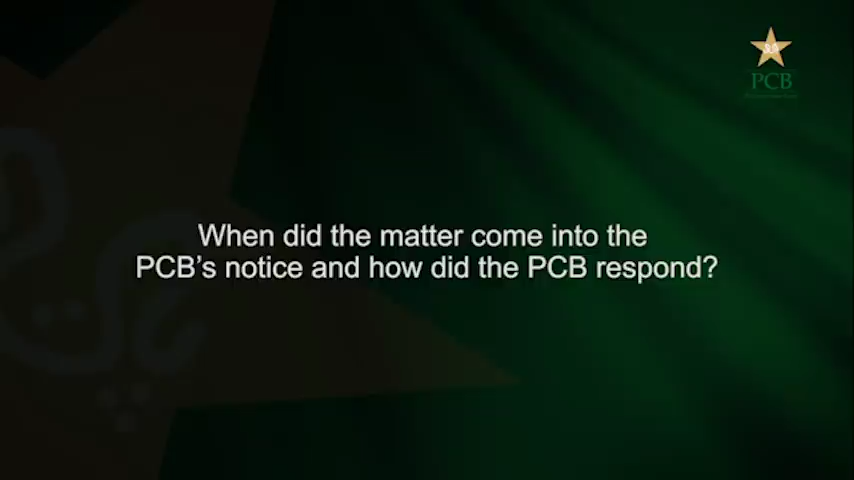 PCB
When did the matter come into the
PCB's notice and how did the PCB respond?